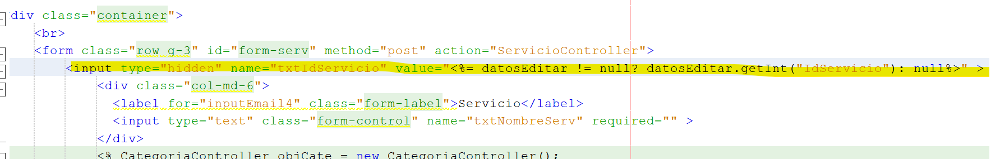 div class="container">
<br>
<form class="row g-3" id="form-serv" method="post" action="ServicioController">
<input type="hidden" name="txtIdServicio" value="<%= datosEditar != null? datosEditar.getInt("IdServicio"): null%>" >
<div class="col-md-6">
<label for="inputEmail4" class="form-label">Servicio</label>
<input type="text" class="form-control" name="txtNombreServ" required="" >
</div>
<% CategoriaController objCate = new CategoriaController();